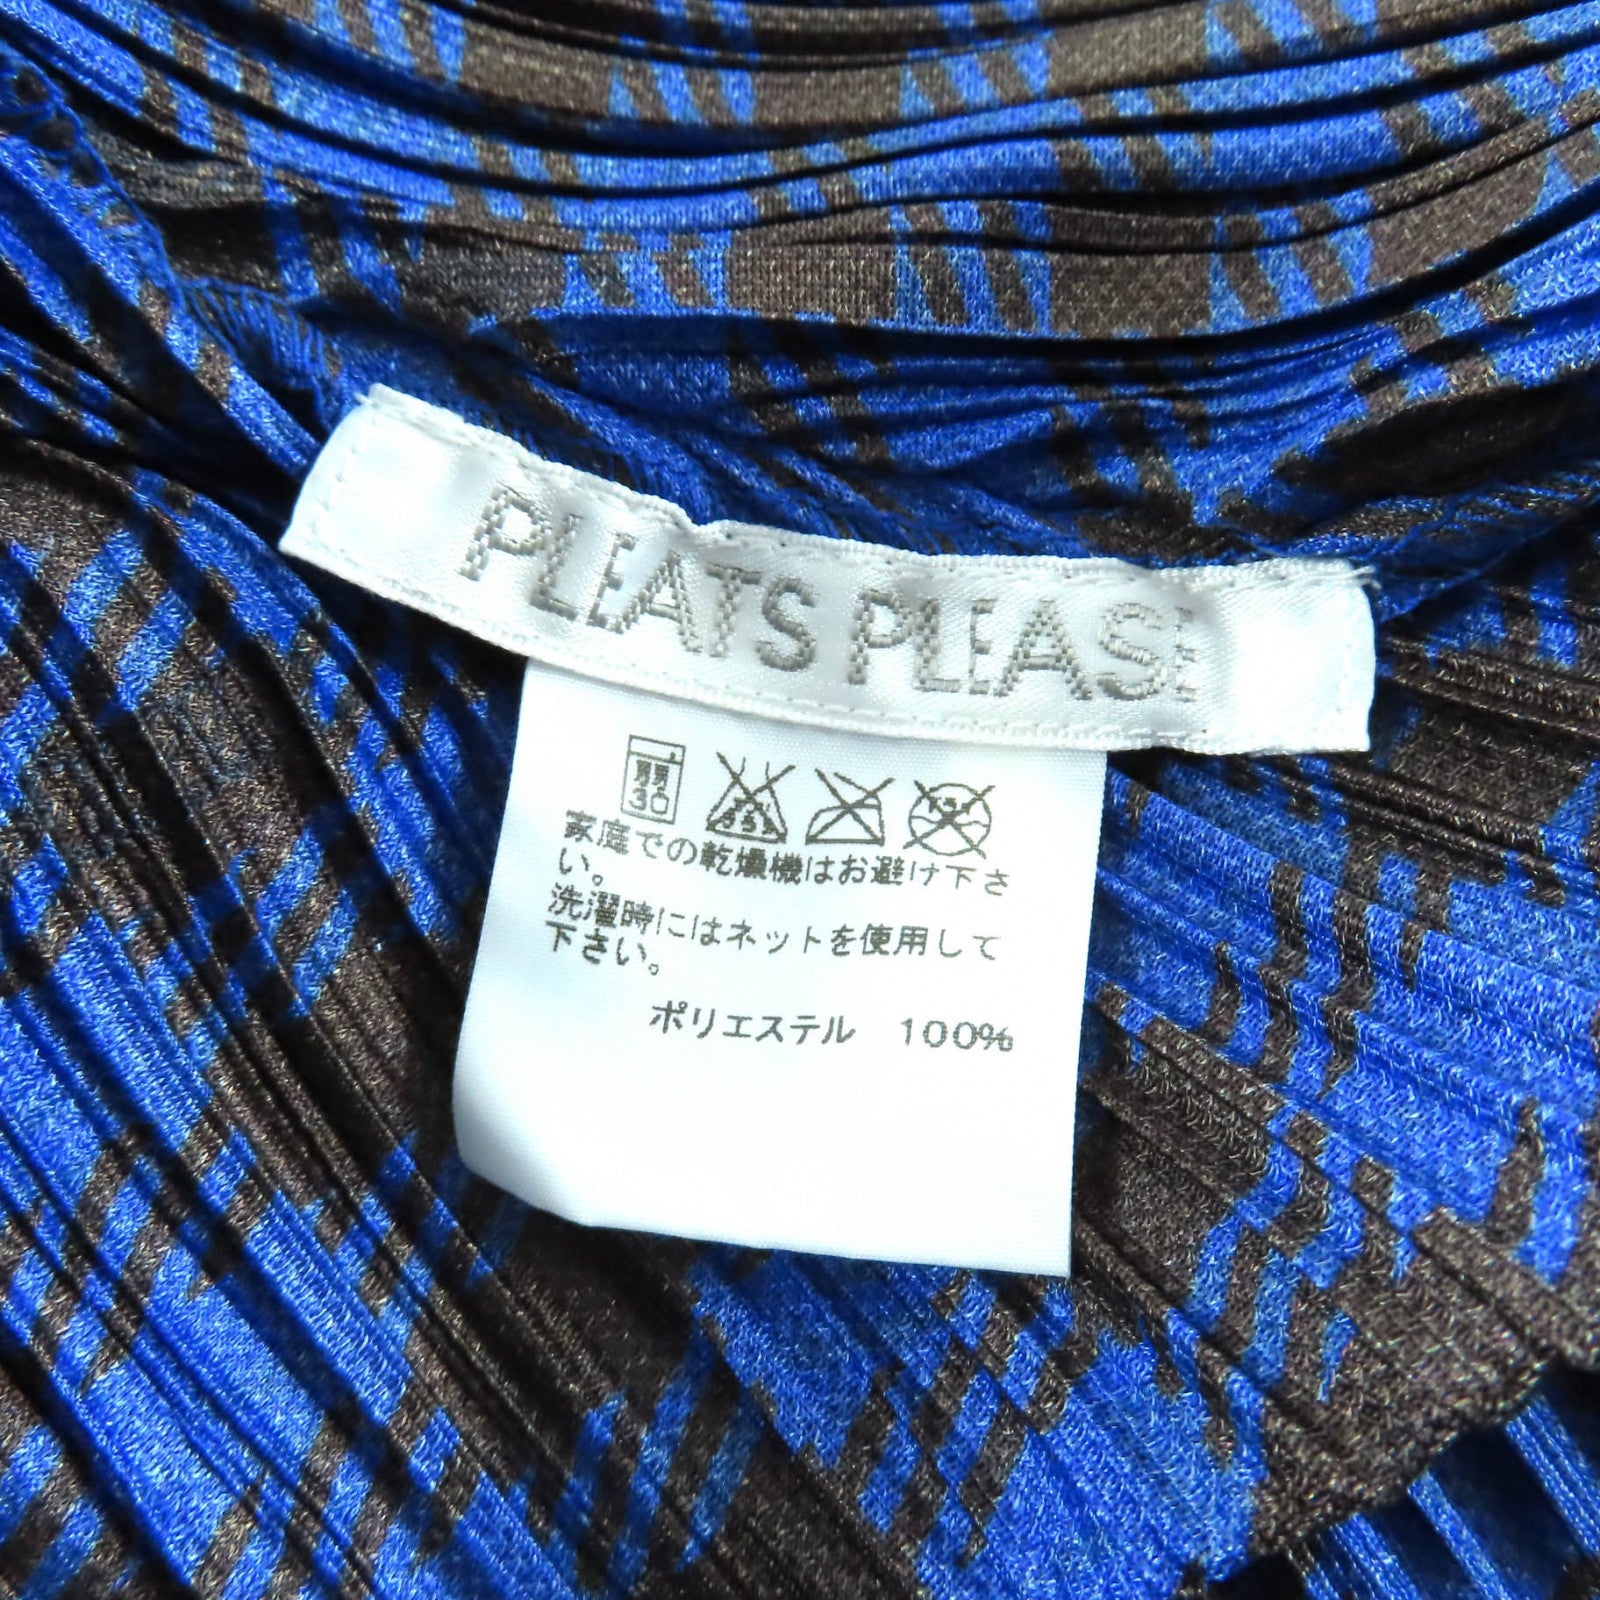 PLEATS PLEASE
弱 30
家庭での乾燥機はお避け下さ
い。
洗濯時にはネットを使用して
下さい。
ポリエステル 100%